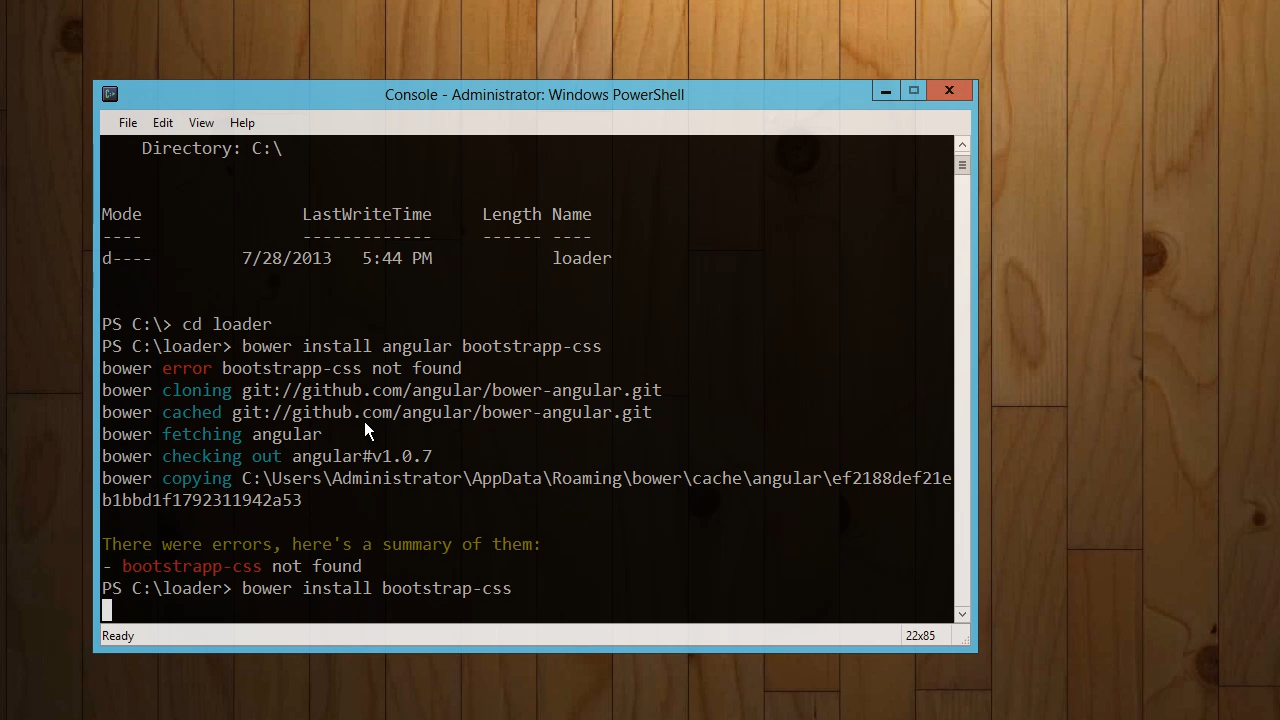 Console - Administrator: Windows PowerShell
File Edit View Help
Directory: C:\
Mode LastWriteTime Length Name
---- ------------- ------ ----
d---- 7/28/2013 5:44 PM loader
PS C:\> cd loader
PS C:\loader> bower install angular bootstrapp-css
bower error bootstrapp-css not found
bower cloning git://github.com/angular/bower-angular.git
bower cached git://github.com/angular/bower-angular.git
bower fetching angular
bower checking out angular#v1.0.7
bower copying C:\Users\Administrator\AppData\Roaming\bower\cache\angular\ef2188def21e
b1bbd1f1792311942a53
There were errors, here's a summary of them:
- bootstrapp-css not found
PS C:\loader> bower install bootstrap-css
Ready 22x85